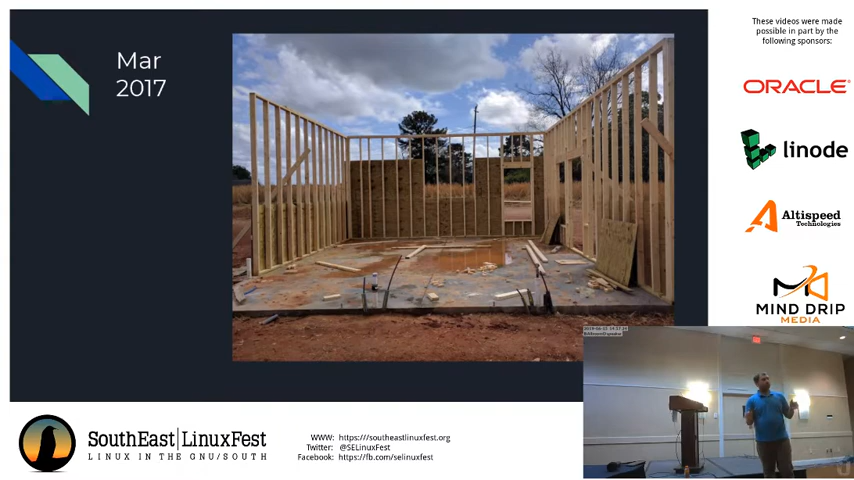 Mar
2017
These videos were made
possible in part by the
following sponsors:
ORACLE
linode
Altispeed
Technologies
MIND DRIP
MEDIA
SouthEast|LinuxFest
LINUX IN THE GNU/SOUTH
WWW: https://southeastlinuxfest.org
Twitter: @SELinuxFest
Facebook: https://fb.com/selinuxfest